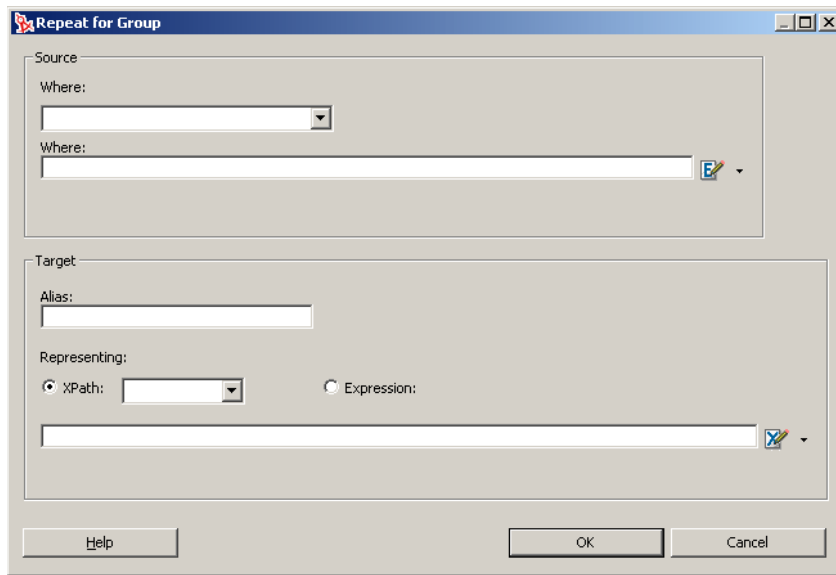 Repeat for Group
Source
Where:
Where:
E
Target
Alias:
Representing:
XPath:
Expression:
X
Help
OK
Cancel